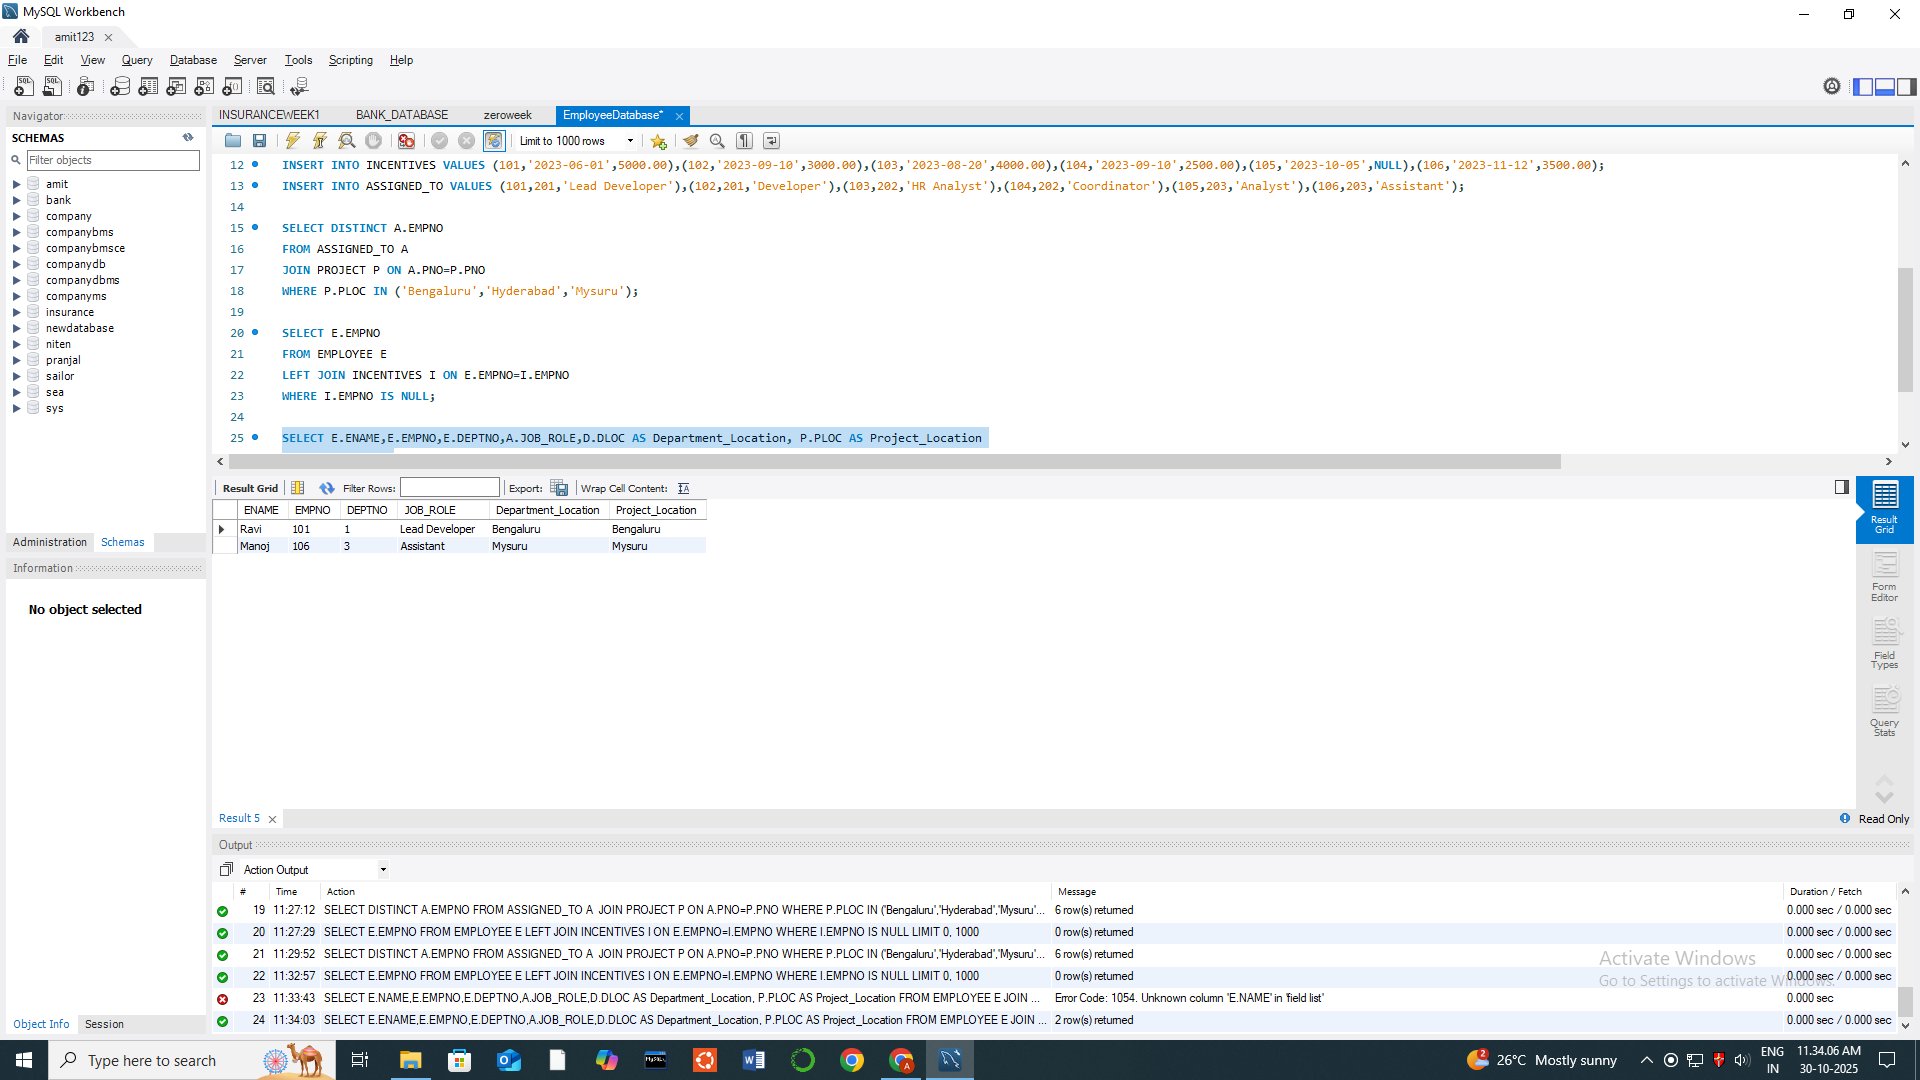 MySQL Workbench
amit123
File Edit View Query Database Server Tools Scripting Help
Navigator
SCHEMAS
Filter objects
amit
bank
company
companybms
companybmsce
companydb
companydbms
companyms
insurance
newdatabase
niten
pranjal
sailor
sea
sys
Administration Schemas
Information
No object selected
Object Info Session
INSURANCEWEEK1 BANK_DATABASE zeroweek EmployeeDatabase*
Limit to 1000 rows
12 INSERT INTO INCENTIVES VALUES (101,'2023-06-01',5000.00),(102,'2023-09-10',3000.00),(103,'2023-08-20',4000.00),(104,'2023-09-10',2500.00),(105,'2023-10-05',NULL),(106,'2023-11-12',3500.00);
13 INSERT INTO ASSIGNED_TO VALUES (101,201,'Lead Developer'),(102,201,'Developer'),(103,202,'HR Analyst'),(104,202,'Coordinator'),(105,203,'Analyst'),(106,203,'Assistant');
14
15 SELECT DISTINCT A.EMPNO
16 FROM ASSIGNED_TO A
17 JOIN PROJECT P ON A.PNO=P.PNO
18 WHERE P.PLOC IN ('Bengaluru','Hyderabad','Mysuru');
19
20 SELECT E.EMPNO
21 FROM EMPLOYEE E
22 LEFT JOIN INCENTIVES I ON E.EMPNO=I.EMPNO
23 WHERE I.EMPNO IS NULL;
24
25 SELECT E.ENAME,E.EMPNO,E.DEPTNO,A.JOB_ROLE,D.DLOC AS Department_Location, P.PLOC AS Project_Location
Result Grid Filter Rows: Export: Wrap Cell Content:
ENAME EMPNO DEPTNO JOB_ROLE Department_Location Project_Location
Ravi 101 1 Lead Developer Bengaluru Bengaluru
Manoj 106 3 Assistant Mysuru Mysuru
Result Grid
Form Editor
Field Types
Query Stats
Result 5
Read Only
Output
Action Output
# Time Action Message Duration / Fetch
19 11:27:12 SELECT DISTINCT A.EMPNO FROM ASSIGNED_TO A JOIN PROJECT P ON A.PNO=P.PNO WHERE P.PLOC IN ('Bengaluru','Hyderabad','Mysuru'... 6 row(s) returned 0.000 sec / 0.000 sec
20 11:27:29 SELECT E.EMPNO FROM EMPLOYEE E LEFT JOIN INCENTIVES I ON E.EMPNO=I.EMPNO WHERE I.EMPNO IS NULL LIMIT 0, 1000 0 row(s) returned 0.000 sec / 0.000 sec
21 11:29:52 SELECT DISTINCT A.EMPNO FROM ASSIGNED_TO A JOIN PROJECT P ON A.PNO=P.PNO WHERE P.PLOC IN ('Bengaluru','Hyderabad','Mysuru'... 6 row(s) returned 0.000 sec / 0.000 sec
22 11:32:57 SELECT E.EMPNO FROM EMPLOYEE E LEFT JOIN INCENTIVES I ON E.EMPNO=I.EMPNO WHERE I.EMPNO IS NULL LIMIT 0, 1000 0 row(s) returned 0.000 sec / 0.000 sec
23 11:33:43 SELECT E.NAME,E.EMPNO,E.DEPTNO,A.JOB_ROLE,D.DLOC AS Department_Location, P.PLOC AS Project_Location FROM EMPLOYEE E JOIN ... Error Code: 1054. Unknown column 'E.NAME' in 'field list' 0.000 sec
24 11:34:03 SELECT E.ENAME,E.EMPNO,E.DEPTNO,A.JOB_ROLE,D.DLOC AS Department_Location, P.PLOC AS Project_Location FROM EMPLOYEE E JOIN ... 2 row(s) returned 0.000 sec / 0.000 sec
Activate Windows
Go to Settings to activate Windows.
Type here to search
26°C Mostly sunny
ENG IN
11.34.06 AM
30-10-2025